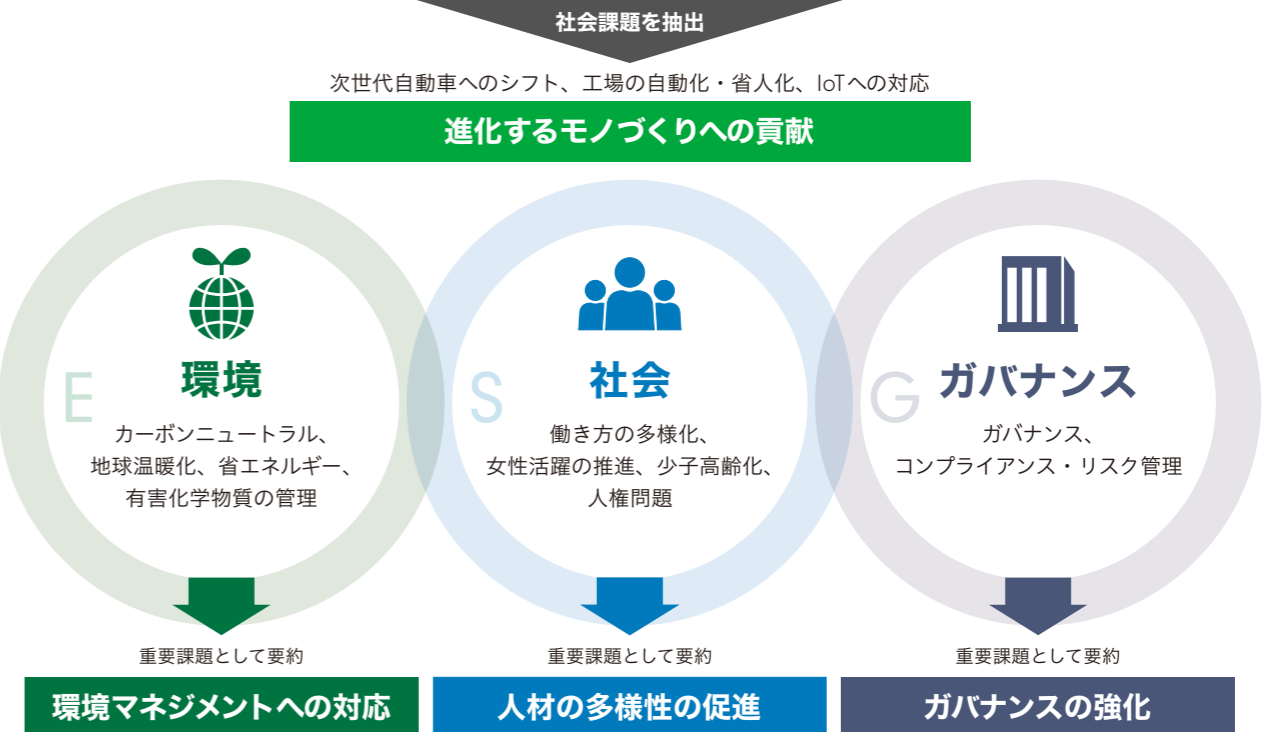 社会課題を抽出
次世代自動車へのシフト、工場の自動化・省人化、IoTへの対応
進化するモノづくりへの貢献
E
環境
カーボンニュートラル、
地球温暖化、省エネルギー、
有害化学物質の管理
重要課題として要約
環境マネジメントへの対応
S
社会
働き方の多様化、
女性活躍の推進、少子高齢化、
人権問題
重要課題として要約
人材の多様性の促進
G
ガバナンス
ガバナンス、
コンプライアンス・リスク管理
重要課題として要約
ガバナンスの強化